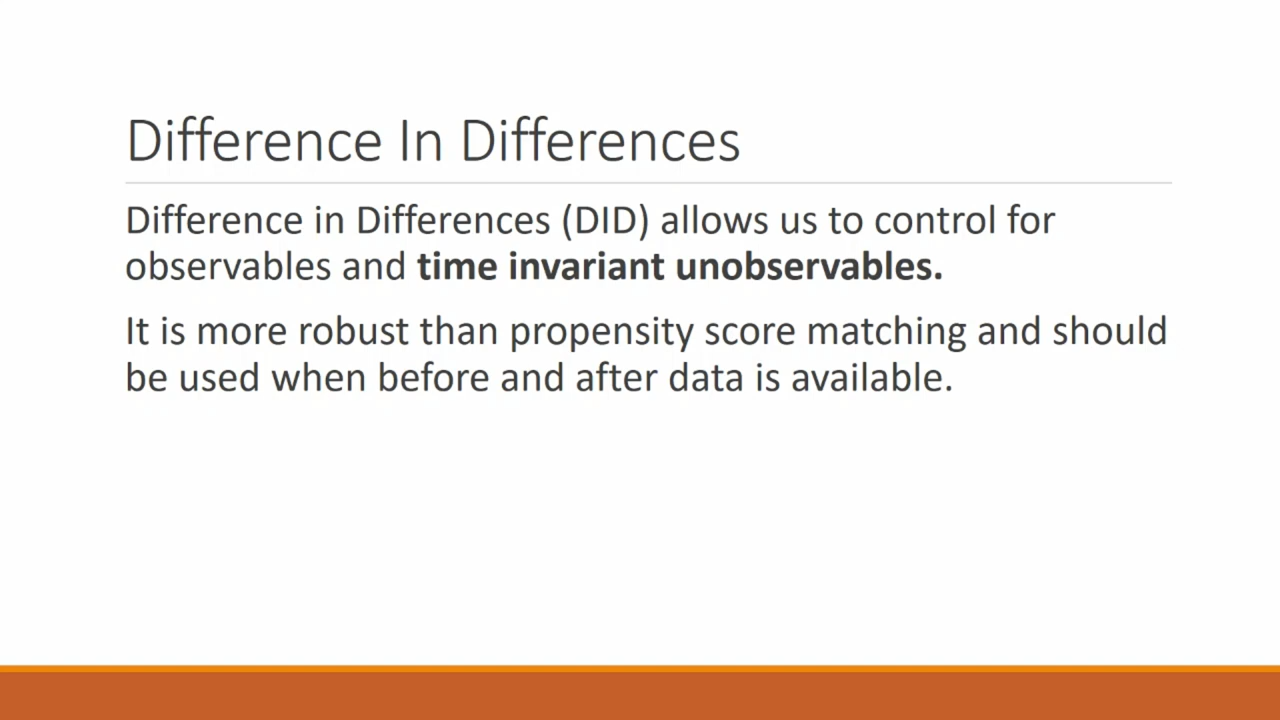 Difference In Differences
Difference in Differences (DID) allows us to control for
observables and time invariant unobservables.
It is more robust than propensity score matching and should
be used when before and after data is available.